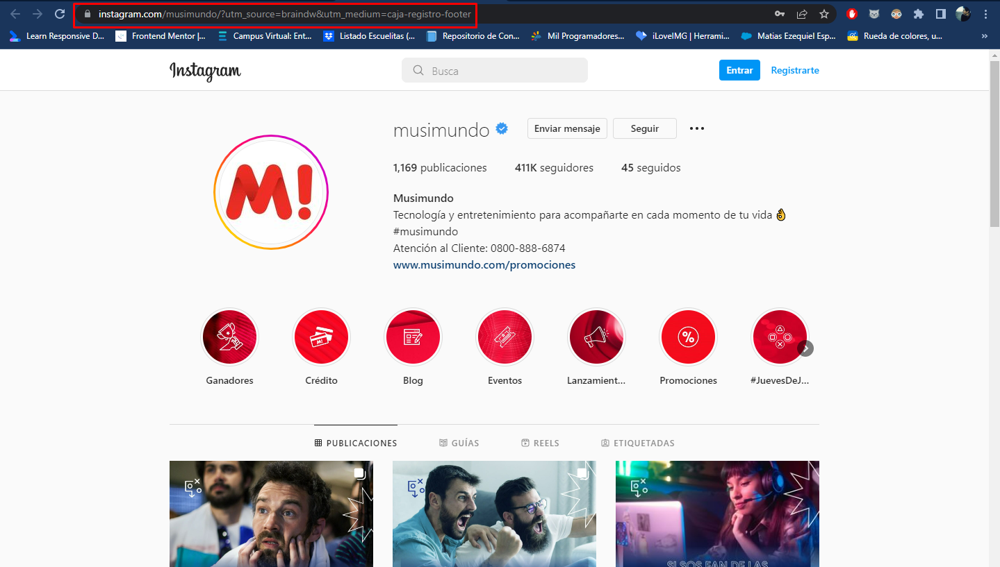 instagram.com/musimundo/?utm_source=braindw&utm_medium=caja-registro-footer
Learn Responsive D... Frontend Mentor |... Campus Virtual: Ent... Listado Escuelitas (... Repositorio de Con... Mil Programadores... iLoveIMG | Herrami... Matias Ezequiel Esp... Rueda de colores, u... »
Instagram Busca Entrar Registrarte
musimundo Enviar mensaje Seguir
1,169 publicaciones 411K seguidores 45 seguidos
M!
Musimundo
Tecnología y entretenimiento para acompañarte en cada momento de tu vida 👌
#musimundo
Atención al Cliente: 0800-888-6874
www.musimundo.com/promociones
Ganadores Crédito Blog Eventos Lanzamient... Promociones #JuevesDeJ...
PUBLICACIONES GUÍAS REELS ETIQUETADAS
SI SOS FAN DE LAS